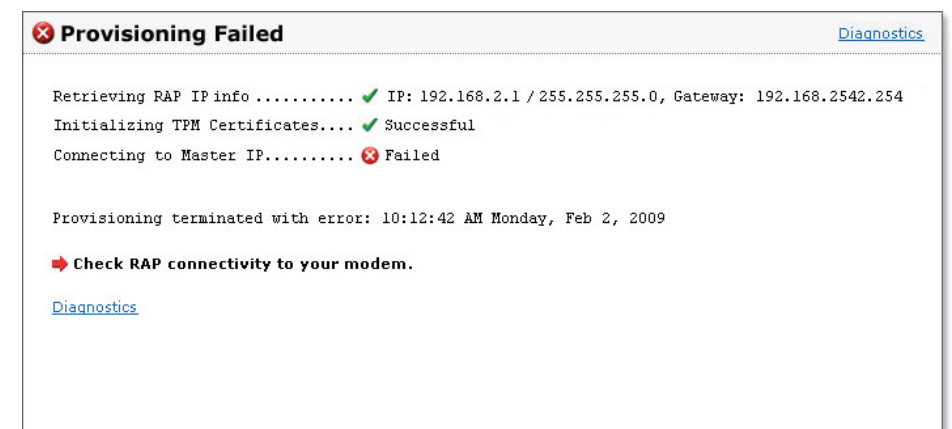 Provisioning Failed
Diagnostics
Retrieving RAP IP info ........... IP: 192.168.2.1 / 255.255.255.0, Gateway: 192.168.2542.254
Initializing TPM Certificates.... Successful
Connecting to Master IP.......... Failed
Provisioning terminated with error: 10:12:42 AM Monday, Feb 2, 2009
Check RAP connectivity to your modem.
Diagnostics